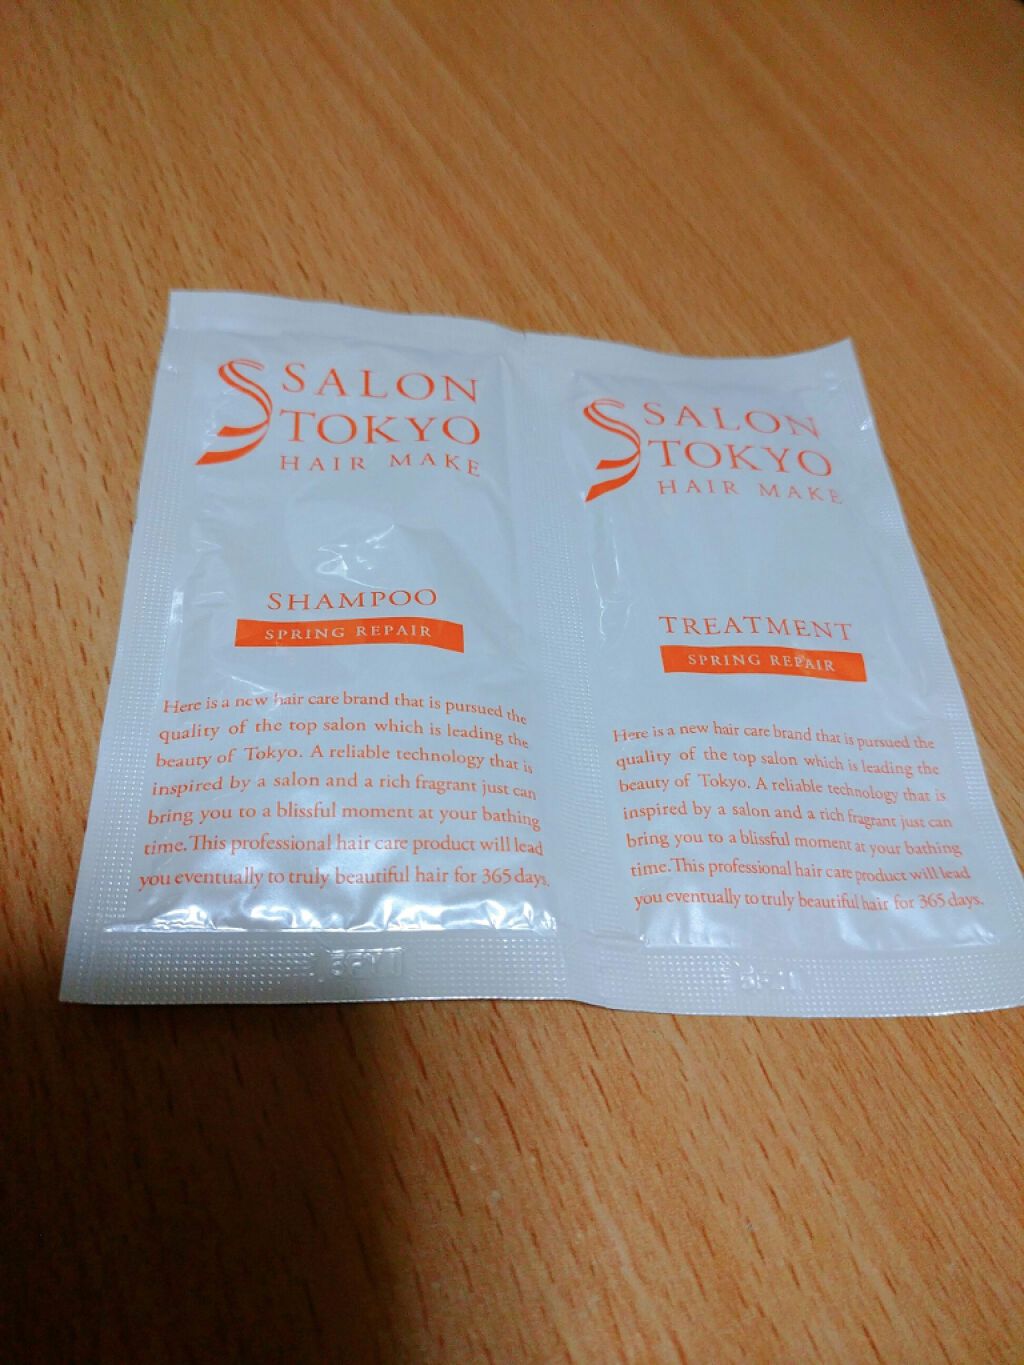 SALON
TOKYO
HAIR MAKE
SHAMPOO
SPRING REPAIR
Here is a new hair care brand that is pursued the
quality of the top salon which is leading the
beauty of Tokyo. A reliable technology that is
inspired by a salon and a rich fragrant just can
bring you to a blissful moment at your bathing
time. This professional hair care product will lead
you eventually to truly beautiful hair for 365 days.
SALON
TOKYO
HAIR MAKE
TREATMENT
SPRING REPAIR
Here is a new hair care brand that is pursued the
quality of the top salon which is leading the
beauty of Tokyo. A reliable technology that is
inspired by a salon and a rich fragrant just can
bring you to a blissful moment at your bathing
time. This professional hair care product will lead
you eventually to truly beautiful hair for 365 days.